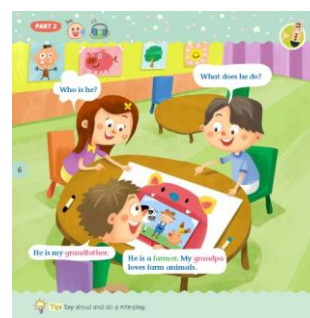 PART 2
What does he do?
Who is he?
6
He is my grandfather.
He is a farmer. My grandpa
loves farm animals.
Tips Say aloud and do a role-play.